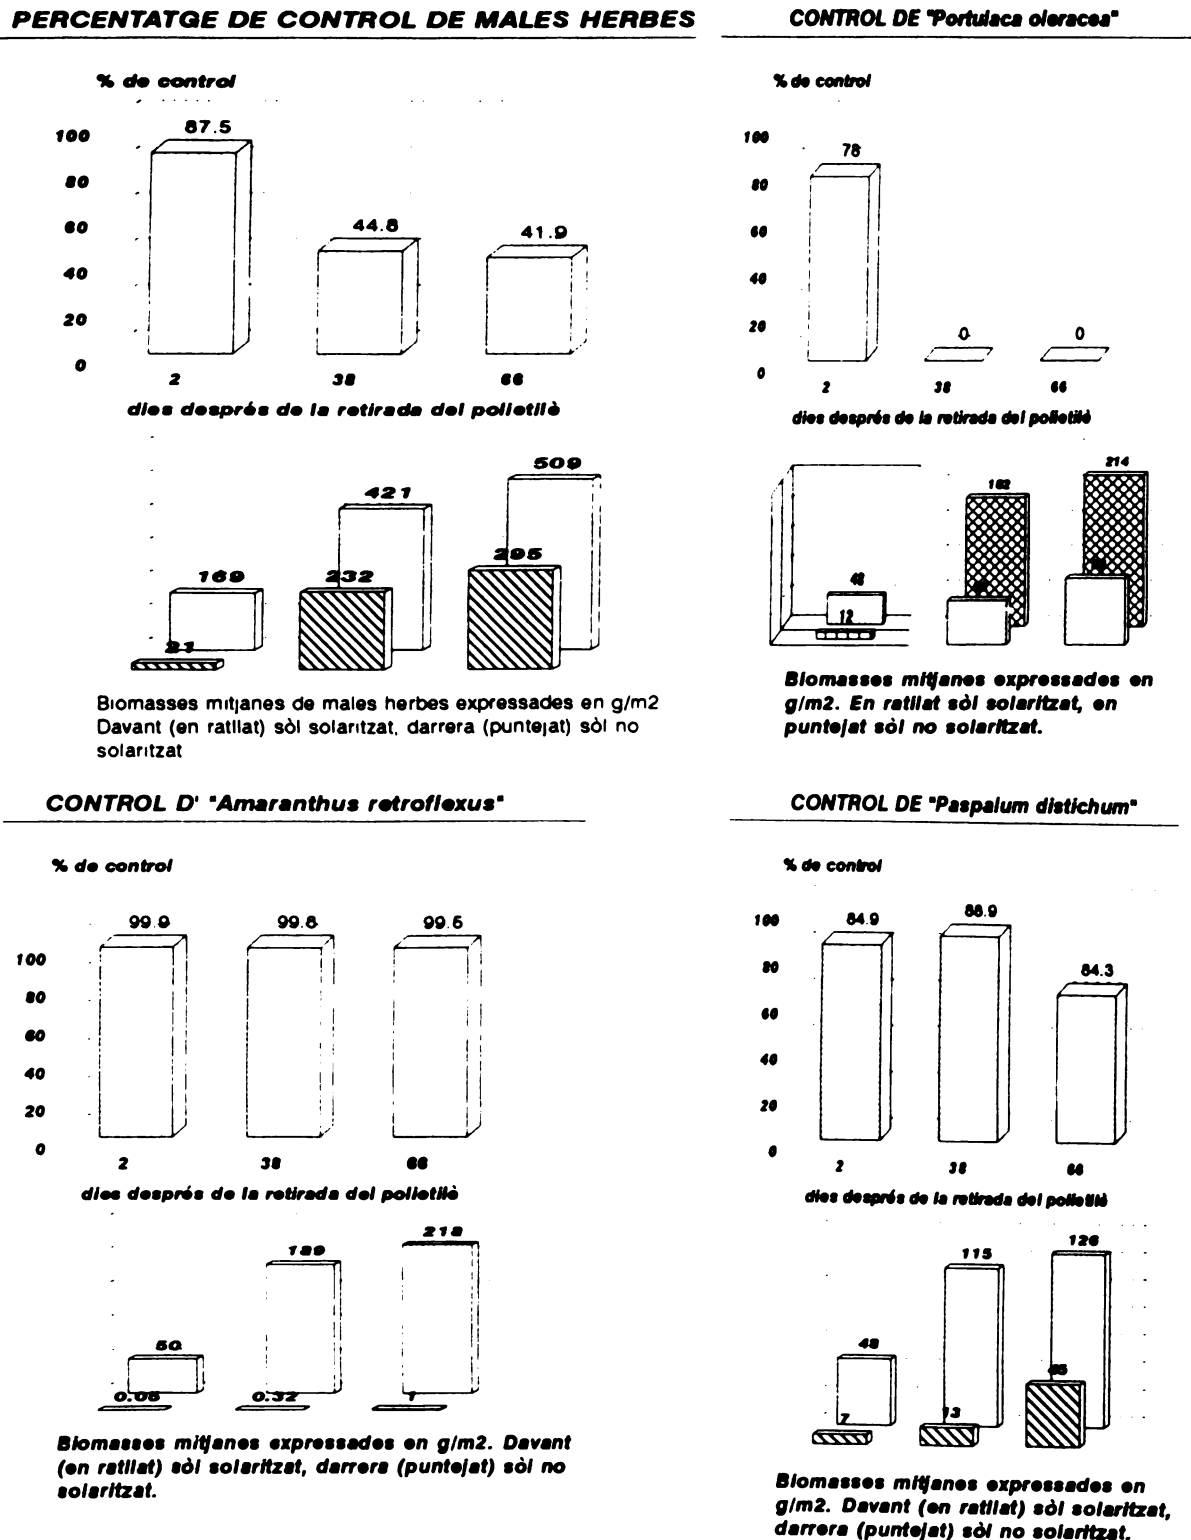 PERCENTATGE DE CONTROL DE MALES HERBES
% de control
100
80
60
40
20
0
87.5
44.8
41.9
2 38 66
dies després de la retirada del polietilè
169
421
509
21
232
295
Biomasses mitjanes de males herbes expressades en g/m2
Davant (en ratllat) sòl solaritzat, darrera (puntejat) sòl no
solaritzat
CONTROL DE "Portulaca oleracea"
% de control
100
80
60
40
20
0
78
0
0
2 38 66
dies després de la retirada del polietilè
48
182
214
12
Biomasses mitjanes expressades en
g/m2. En ratllat sòl solaritzat, en
puntejat sòl no solaritzat.
CONTROL D' "Amaranthus retroflexus"
% de control
100
80
60
40
20
0
99.9
99.8
99.5
2 38 66
dies després de la retirada del polietilè
50
189
218
0.32
1
Biomasses mitjanes expressades en g/m2. Davant
(en ratllat) sòl solaritzat, darrera (puntejat) sòl no
solaritzat.
CONTROL DE "Paspalum distichum"
% de control
100
80
60
40
20
0
84.9
88.9
84.3
2 38 66
dies després de la retirada del polietilè
48
115
126
7
13
Biomasses mitjanes expressades en
g/m2. Davant (en ratllat) sòl solaritzat,
darrera (puntejat) sòl no solaritzat.